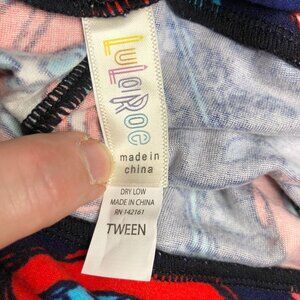 LuLaRoe
made in
china
DRY LOW
MADE IN CHINA
RN 142161
TWEEN